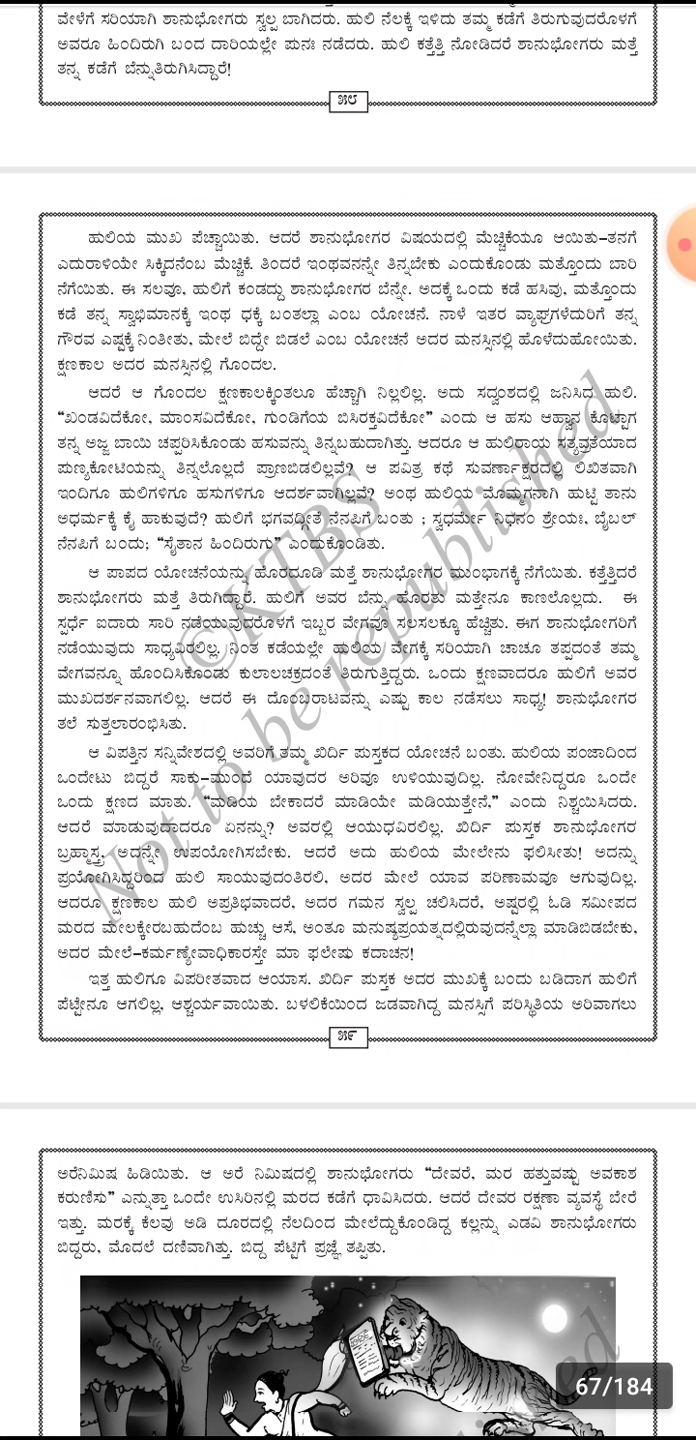 ವೇಳೆಗೆ ಸರಿಯಾಗಿ ಶಾನುಭೋಗರು ಸ್ವಲ್ಪ ಬಾಗಿದರು. ಹುಲಿ ನೆಲಕ್ಕೆ ಇಳಿದು ತಮ್ಮ ಕಡೆಗೆ ತಿರುಗುವುದರೊಳಗೆ
ಅವರೂ ಹಿಂದಿರುಗಿ ಬಂದ ದಾರಿಯಲ್ಲೇ ಪುನಃ ನಡೆದರು. ಹುಲಿ ಕತ್ತೆತ್ತಿ ನೋಡಿದರೆ ಶಾನುಭೋಗರು ಮತ್ತೆ
ತನ್ನ ಕಡೆಗೆ ಬೆನ್ನುತಿರುಗಿಸಿದ್ದಾರೆ!
೫೮
ಹುಲಿಯ ಮುಖ ಪೆಚ್ಚಾಯಿತು. ಆದರೆ ಶಾನುಭೋಗರ ವಿಷಯದಲ್ಲಿ ಮೆಚ್ಚಿಕೆಯೂ ಆಯಿತು–ತನಗೆ
ಎದುರಾಳಿಯೇ ಸಿಕ್ಕಿದನೆಂಬ ಮೆಚ್ಚಿಕೆ. ತಿಂದರೆ ಇಂಥವನನ್ನೇ ತಿನ್ನಬೇಕು ಎಂದುಕೊಂಡು ಮತ್ತೊಂದು ಬಾರಿ
ನೆಗೆಯಿತು. ಈ ಸಲವೂ, ಹುಲಿಗೆ ಕಂಡದ್ದು ಶಾನುಭೋಗರ ಬೆನ್ನೇ. ಅದಕ್ಕೆ ಒಂದು ಕಡೆ ಹಸಿವು, ಮತ್ತೊಂದು
ಕಡೆ ತನ್ನ ಸ್ವಾಭಿಮಾನಕ್ಕೆ ಇಂಥ ಧಕ್ಕೆ ಬಂತಲ್ಲಾ ಎಂಬ ಯೋಚನೆ. ನಾಳೆ ಇತರ ವ್ಯಾಘ್ರಗಳೆದುರಿಗೆ ತನ್ನ
ಗೌರವ ಎಷ್ಟಕ್ಕೆ ನಿಂತೀತು, ಮೇಲೆ ಬಿದ್ದೇ ಬಿಡಲೆ ಎಂಬ ಯೋಚನೆ ಅದರ ಮನಸ್ಸಿನಲ್ಲಿ ಹೊಳೆದುಹೋಯಿತು.
ಕ್ಷಣಕಾಲ ಅದರ ಮನಸ್ಸಿನಲ್ಲಿ ಗೊಂದಲ.
ಆದರೆ ಆ ಗೊಂದಲ ಕ್ಷಣಕಾಲಕ್ಕಿಂತಲೂ ಹೆಚ್ಚಾಗಿ ನಿಲ್ಲಲಿಲ್ಲ. ಅದು ಸದ್ವಂಶದಲ್ಲಿ ಜನಿಸಿದ ಹುಲಿ.
“ಖಂಡವಿದೆಕೋ, ಮಾಂಸವಿದೆಕೋ, ಗುಂಡಿಗೆಯ ಬಿಸಿರಕ್ತವಿದೆಕೋ” ಎಂದು ಆ ಹಸು ಆಹ್ವಾನ ಕೊಟ್ಟಾಗ
ತನ್ನ ಅಜ್ಜ ಬಾಯಿ ಚಪ್ಪರಿಸಿಕೊಂಡು ಹಸುವನ್ನು ತಿನ್ನಬಹುದಾಗಿತ್ತು. ಆದರೂ ಆ ಹುಲಿರಾಯ ಸತ್ಯವ್ರತೆಯಾದ
ಪುಣ್ಯಕೋಟಿಯನ್ನು ತಿನ್ನಲೊಲ್ಲದೆ ಪ್ರಾಣಬಿಡಲಿಲ್ಲವೆ? ಆ ಪವಿತ್ರ ಕಥೆ ಸುವರ್ಣಾಕ್ಷರದಲ್ಲಿ ಲಿಖಿತವಾಗಿ
ಇಂದಿಗೂ ಹುಲಿಗಳಿಗೂ ಹಸುಗಳಿಗೂ ಆದರ್ಶವಾಗಿಲ್ಲವೆ? ಅಂಥ ಹುಲಿಯ ಮೊಮ್ಮಗನಾಗಿ ಹುಟ್ಟಿ ತಾನು
ಅಧರ್ಮಕ್ಕೆ ಕೈ ಹಾಕುವುದೆ? ಹುಲಿಗೆ ಭಗವದ್ಗೀತೆ ನೆನಪಿಗೆ ಬಂತು ; ಸ್ವಧರ್ಮೇ ನಿಧನಂ ಶ್ರೇಯಃ, ಬೈಬಲ್
ನೆನಪಿಗೆ ಬಂದು; “ಸೈತಾನ ಹಿಂದಿರುಗು” ಎಂದುಕೊಂಡಿತು.
ಆ ಪಾಪದ ಯೋಚನೆಯನ್ನು ಹೊರದೂಡಿ ಮತ್ತೆ ಶಾನುಭೋಗರ ಮುಂಭಾಗಕ್ಕೆ ನೆಗೆಯಿತು. ಕತ್ತೆತ್ತಿದರೆ
ಶಾನುಭೋಗರು ಮತ್ತೆ ತಿರುಗಿದ್ದಾರೆ. ಹುಲಿಗೆ ಅವರ ಬೆನ್ನು ಹೊರತು ಮತ್ತೇನೂ ಕಾಣಲೊಲ್ಲದು. ಈ
ಸ್ಪರ್ಧೆ ಐದಾರು ಸಾರಿ ನಡೆಯುವುದರೊಳಗೆ ಇಬ್ಬರ ವೇಗವೂ ಸಲಸಲಕ್ಕೂ ಹೆಚ್ಚಿತು. ಈಗ ಶಾನುಭೋಗರಿಗೆ
ನಡೆಯುವುದು ಸಾಧ್ಯವಿರಲಿಲ್ಲ. ನಿಂತ ಕಡೆಯಲ್ಲೇ ಹುಲಿಯ ವೇಗಕ್ಕೆ ಸರಿಯಾಗಿ ಚಾಚೂ ತಪ್ಪದಂತೆ ತಮ್ಮ
ವೇಗವನ್ನೂ ಹೊಂದಿಸಿಕೊಂಡು ಕುಲಾಲಚಕ್ರದಂತೆ ತಿರುಗುತ್ತಿದ್ದರು. ಒಂದು ಕ್ಷಣವಾದರೂ ಹುಲಿಗೆ ಅವರ
ಮುಖದರ್ಶನವಾಗಲಿಲ್ಲ. ಆದರೆ ಈ ದೊಂಬರಾಟವನ್ನು ಎಷ್ಟು ಕಾಲ ನಡೆಸಲು ಸಾಧ್ಯ! ಶಾನುಭೋಗರ
ತಲೆ ಸುತ್ತಲಾರಂಭಿಸಿತು.
ಆ ವಿಪತ್ತಿನ ಸನ್ನಿವೇಶದಲ್ಲಿ ಅವರಿಗೆ ತಮ್ಮ ಖಿರ್ದಿ ಪುಸ್ತಕದ ಯೋಚನೆ ಬಂತು. ಹುಲಿಯ ಪಂಜಾದಿಂದ
ಒಂದೇಟು ಬಿದ್ದರೆ ಸಾಕು–ಮುಂದೆ ಯಾವುದರ ಅರಿವೂ ಉಳಿಯುವುದಿಲ್ಲ. ನೋವೇನಿದ್ದರೂ ಒಂದೇ
ಒಂದು ಕ್ಷಣದ ಮಾತು. “ಮಡಿಯ ಬೇಕಾದರೆ ಮಾಡಿಯೇ ಮಡಿಯುತ್ತೇನೆ,” ಎಂದು ನಿಶ್ಚಯಿಸಿದರು.
ಆದರೆ ಮಾಡುವುದಾದರೂ ಏನನ್ನು? ಅವರಲ್ಲಿ ಆಯುಧವಿರಲಿಲ್ಲ. ಖಿರ್ದಿ ಪುಸ್ತಕ ಶಾನುಭೋಗರ
ಬ್ರಹ್ಮಾಸ್ತ್ರ, ಅದನ್ನೇ ಉಪಯೋಗಿಸಬೇಕು. ಆದರೆ ಅದು ಹುಲಿಯ ಮೇಲೇನು ಫಲಿಸೀತು! ಅದನ್ನು
ಪ್ರಯೋಗಿಸಿದ್ದರಿಂದ ಹುಲಿ ಸಾಯುವುದಂತಿರಲಿ, ಅದರ ಮೇಲೆ ಯಾವ ಪರಿಣಾಮವೂ ಆಗುವುದಿಲ್ಲ.
ಆದರೂ ಕ್ಷಣಕಾಲ ಹುಲಿ ಅಪ್ರತಿಭವಾದರೆ, ಅದರ ಗಮನ ಸ್ವಲ್ಪ ಚಲಿಸಿದರೆ, ಅಷ್ಟರಲ್ಲಿ ಓಡಿ ಸಮೀಪದ
ಮರದ ಮೇಲಕ್ಕೇರಬಹುದೆಂಬ ಹುಚ್ಚು ಆಸೆ, ಅಂತೂ ಮನುಷ್ಯಪ್ರಯತ್ನದಲ್ಲಿರುವುದನ್ನೆಲ್ಲಾ ಮಾಡಿಬಿಡಬೇಕು,
ಅದರ ಮೇಲೆ–ಕರ್ಮಣ್ಯೇವಾಧಿಕಾರಸ್ತೇ ಮಾ ಫಲೇಷು ಕದಾಚನ!
ಇತ್ತ ಹುಲಿಗೂ ವಿಪರೀತವಾದ ಆಯಾಸ. ಖಿರ್ದಿ ಪುಸ್ತಕ ಅದರ ಮುಖಕ್ಕೆ ಬಂದು ಬಡಿದಾಗ ಹುಲಿಗೆ
ಪೆಟ್ಟೇನೂ ಆಗಲಿಲ್ಲ, ಆಶ್ಚರ್ಯವಾಯಿತು. ಬಳಲಿಕೆಯಿಂದ ಜಡವಾಗಿದ್ದ ಮನಸ್ಸಿಗೆ ಪರಿಸ್ಥಿತಿಯ ಅರಿವಾಗಲು
©KTBS
Not to be republished
೫೯
ಅರೆನಿಮಿಷ ಹಿಡಿಯಿತು. ಆ ಅರೆ ನಿಮಿಷದಲ್ಲಿ ಶಾನುಭೋಗರು “ದೇವರೆ, ಮರ ಹತ್ತುವಷ್ಟು ಅವಕಾಶ
ಕರುಣಿಸು” ಎನ್ನುತ್ತಾ ಒಂದೇ ಉಸಿರಿನಲ್ಲಿ ಮರದ ಕಡೆಗೆ ಧಾವಿಸಿದರು. ಆದರೆ ದೇವರ ರಕ್ಷಣಾ ವ್ಯವಸ್ಥೆ ಬೇರೆ
ಇತ್ತು. ಮರಕ್ಕೆ ಕೆಲವು ಅಡಿ ದೂರದಲ್ಲಿ ನೆಲದಿಂದ ಮೇಲೆದ್ದುಕೊಂಡಿದ್ದ ಕಲ್ಲನ್ನು ಎಡವಿ ಶಾನುಭೋಗರು
ಬಿದ್ದರು, ಮೊದಲೆ ದಣಿವಾಗಿತ್ತು. ಬಿದ್ದ ಪೆಟ್ಟಿಗೆ ಪ್ರಜ್ಞೆ ತಪ್ಪಿತು.
67/184